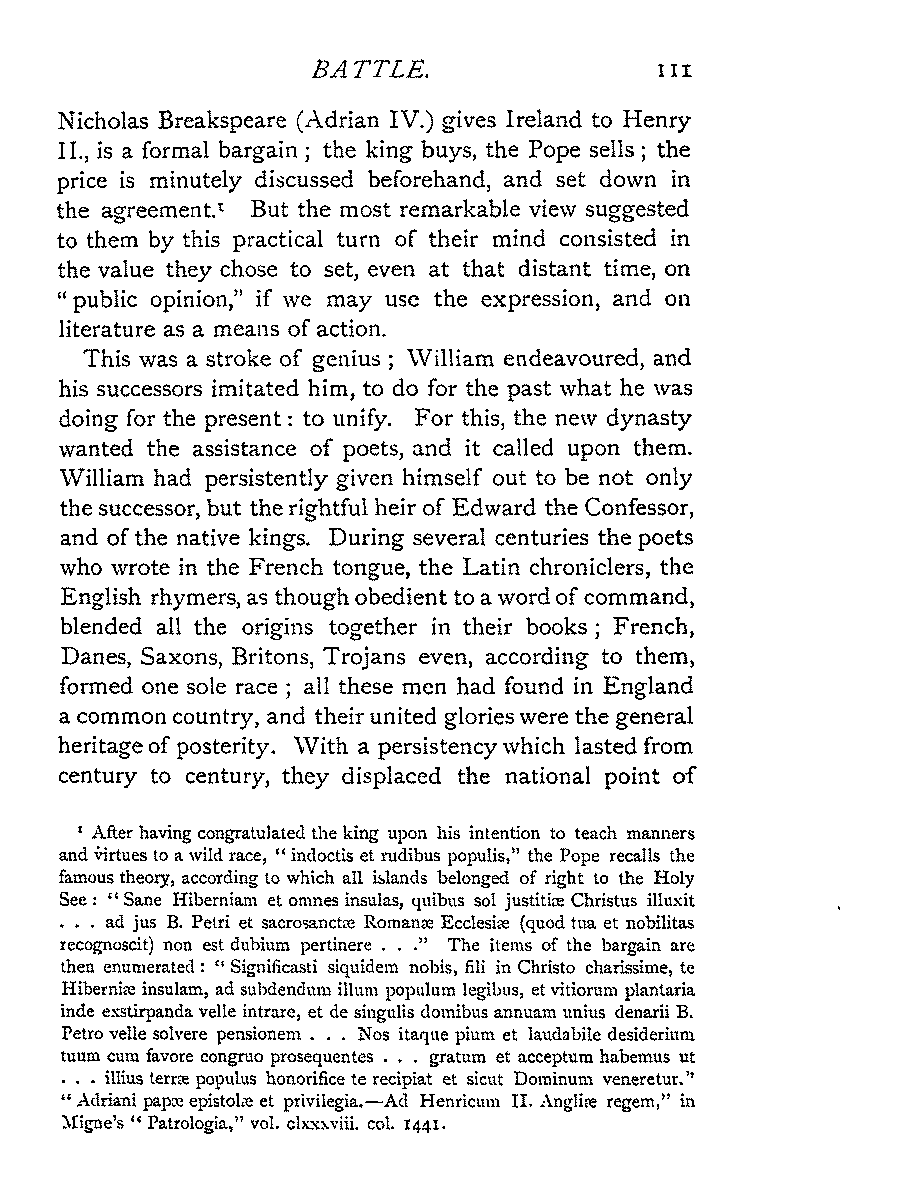 BATTLE. 111
Nicholas Breakspeare (Adrian IV.) gives Ireland to Henry
II., is a formal bargain ; the king buys, the Pope sells ; the
price is minutely discussed beforehand, and set down in
the agreement.¹ But the most remarkable view suggested
to them by this practical turn of their mind consisted in
the value they chose to set, even at that distant time, on
“ public opinion,” if we may use the expression, and on
literature as a means of action.
This was a stroke of genius ; William endeavoured, and
his successors imitated him, to do for the past what he was
doing for the present : to unify. For this, the new dynasty
wanted the assistance of poets, and it called upon them.
William had persistently given himself out to be not only
the successor, but the rightful heir of Edward the Confessor,
and of the native kings. During several centuries the poets
who wrote in the French tongue, the Latin chroniclers, the
English rhymers, as though obedient to a word of command,
blended all the origins together in their books ; French,
Danes, Saxons, Britons, Trojans even, according to them,
formed one sole race ; all these men had found in England
a common country, and their united glories were the general
heritage of posterity. With a persistency which lasted from
century to century, they displaced the national point of
¹ After having congratulated the king upon his intention to teach manners
and virtues to a wild race, “ indoctis et rudibus populis,” the Pope recalls the
famous theory, according to which all islands belonged of right to the Holy
See : “ Sane Hiberniam et omnes insulas, quibus sol justitiæ Christus illuxit
. . . ad jus B. Petri et sacrosanctæ Romanæ Ecclesiæ (quod tua et nobilitas
recognoscit) non est dubium pertinere . . .” The items of the bargain are
then enumerated : “ Significasti siquidem nobis, fili in Christo charissime, te
Hiberniæ insulam, ad subdendum illum populum legibus, et vitiorum plantaria
inde exstirpanda velle intrare, et de singulis domibus annuam unius denarii B.
Petro velle solvere pensionem . . . Nos itaque pium et laudabile desiderium
tuum cum favore congruo prosequentes . . . gratum et acceptum habemus ut
. . . illius terræ populus honorifice te recipiat et sicut Dominum veneretur.”
“ Adriani papæ epistolæ et privilegia.—Ad Henricum II. Angliæ regem,” in
Migne’s “ Patrologia,” vol. clxxxviii. col. 1441.